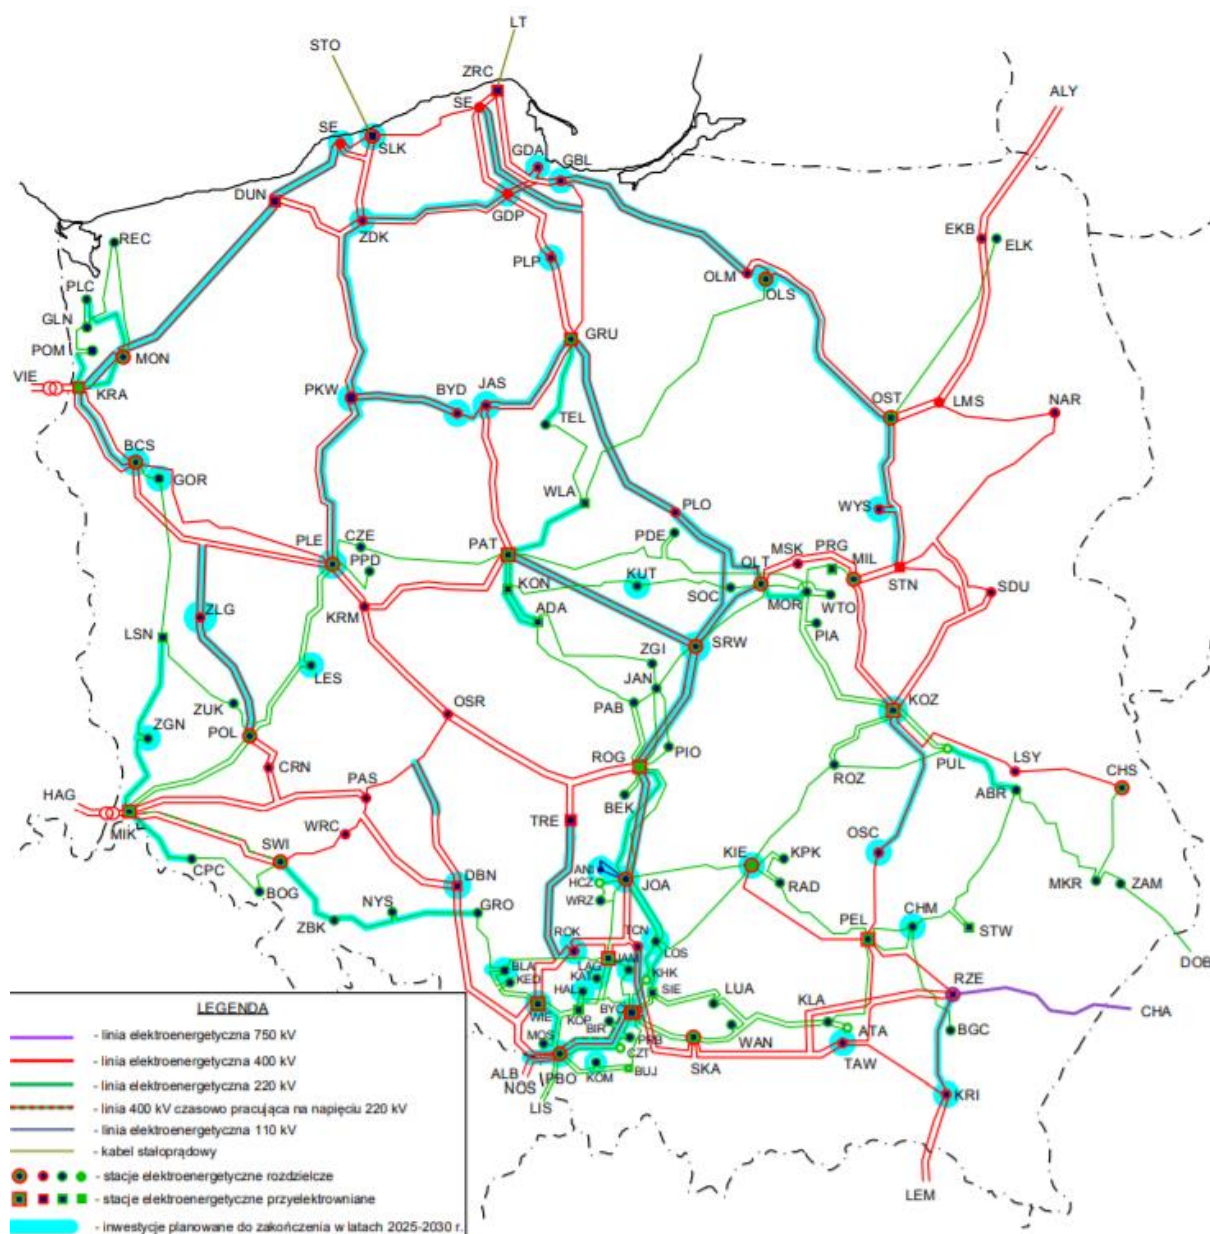 LT
STO
ZRC
SE
ALY
SE
SLK
GDA
GBL
DUN
GDP
ZDK
REC
EKB
ELK
PLP
OLM
OLS
PLC
GLN
POM
MON
GRU
VIE
KRA
PKW
BYD
JAS
TEL
OST
LMS
NAR
BCS
GOR
WLA
PLO
WYS
PLE
CZE
PPD
PAT
PDE
OLT
MSK
PRG
MIL
STN
KON
KUT
SOC
MOR
WTO
SDU
KRM
ADA
ZLG
PIA
LSN
ZGI
SRW
LES
JAN
ZUK
PAB
KOZ
OSR
ZGN
POL
PIO
ROG
ROZ
PUL
LSY
CHS
CRN
PAS
BEK
ABR
HAG
MIK
WRC
TRE
OSC
SWI
KIE
KPK
CPC
BOG
DBN
ANI
HCZ
JOA
RAD
MKR
ZAM
WRZ
NYS
GRO
ZBK
CHM
PEL
STW
ROK
TCN
LOS
DOB
BLA
LAG
JAM
KED
KAT
KHK
HAL
SIE
LUA
KLA
RZE
CHA
WIE
KOP
BYC
BIR
WAN
ATA
BGC
MOS
PRB
CZT
SKA
TAW
ALB
NOS
PBO
KOM
BUJ
KRI
LIS
LEM
LEGENDA
- linia elektroenergetyczna 750 kV
- linia elektroenergetyczna 400 kV
- linia elektroenergetyczna 220 kV
- linia 400 kV czasowo pracująca na napięciu 220 kV
- linia elektroenergetyczna 110 kV
- kabel stałoprądowy
- stacje elektroenergetyczne rozdzielcze
- stacje elektroenergetyczne przyelektrowniane
- inwestycje planowane do zakończenia w latach 2025-2030 r.